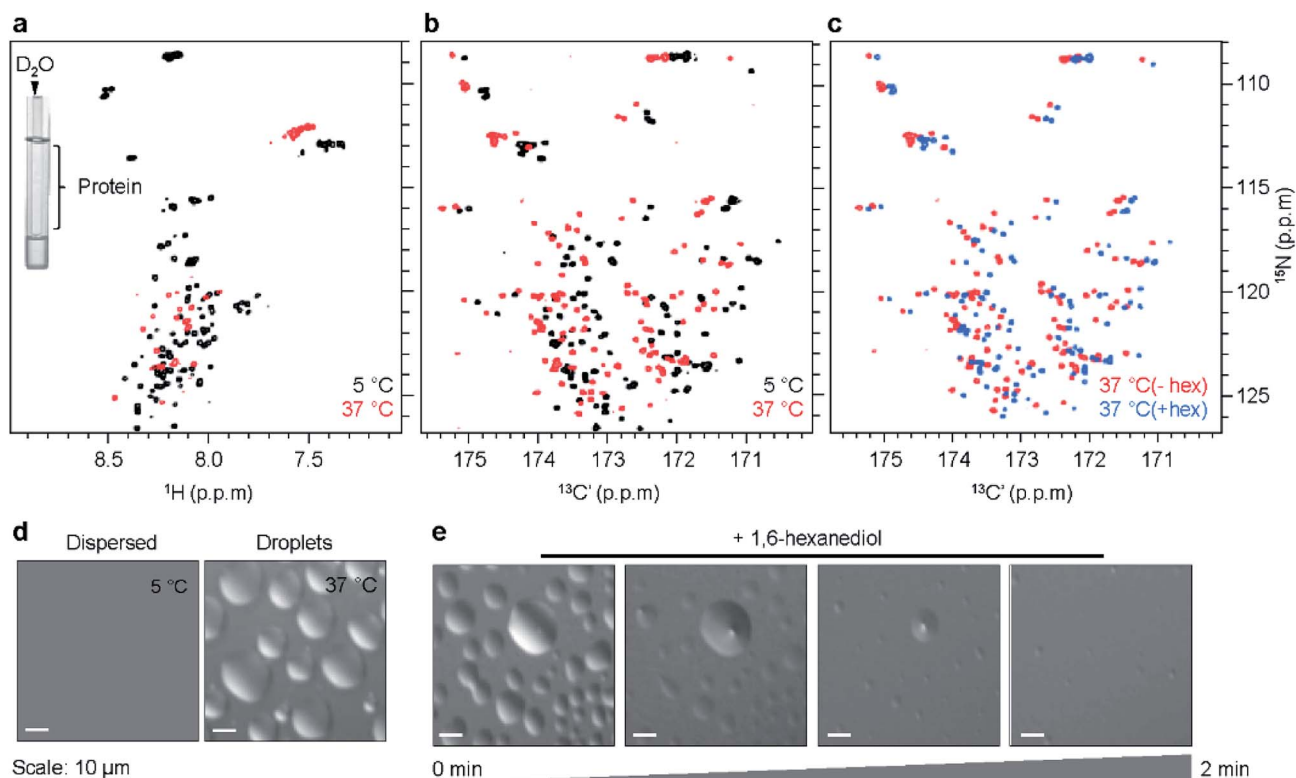 a
D₂O
Protein
5 °C
37 °C
8.5 8.0 7.5
¹H (p.p.m)
b
5 °C
37 °C
175 174 173 172 171
¹³C' (p.p.m)
c
37 °C(- hex)
37 °C(+hex)
175 174 173 172 171
¹³C' (p.p.m)
110
115
120
125
¹⁵N (p.p.m)
d
Dispersed Droplets
5 °C 37 °C
Scale: 10 μm
e
+ 1,6-hexanediol
0 min 2 min